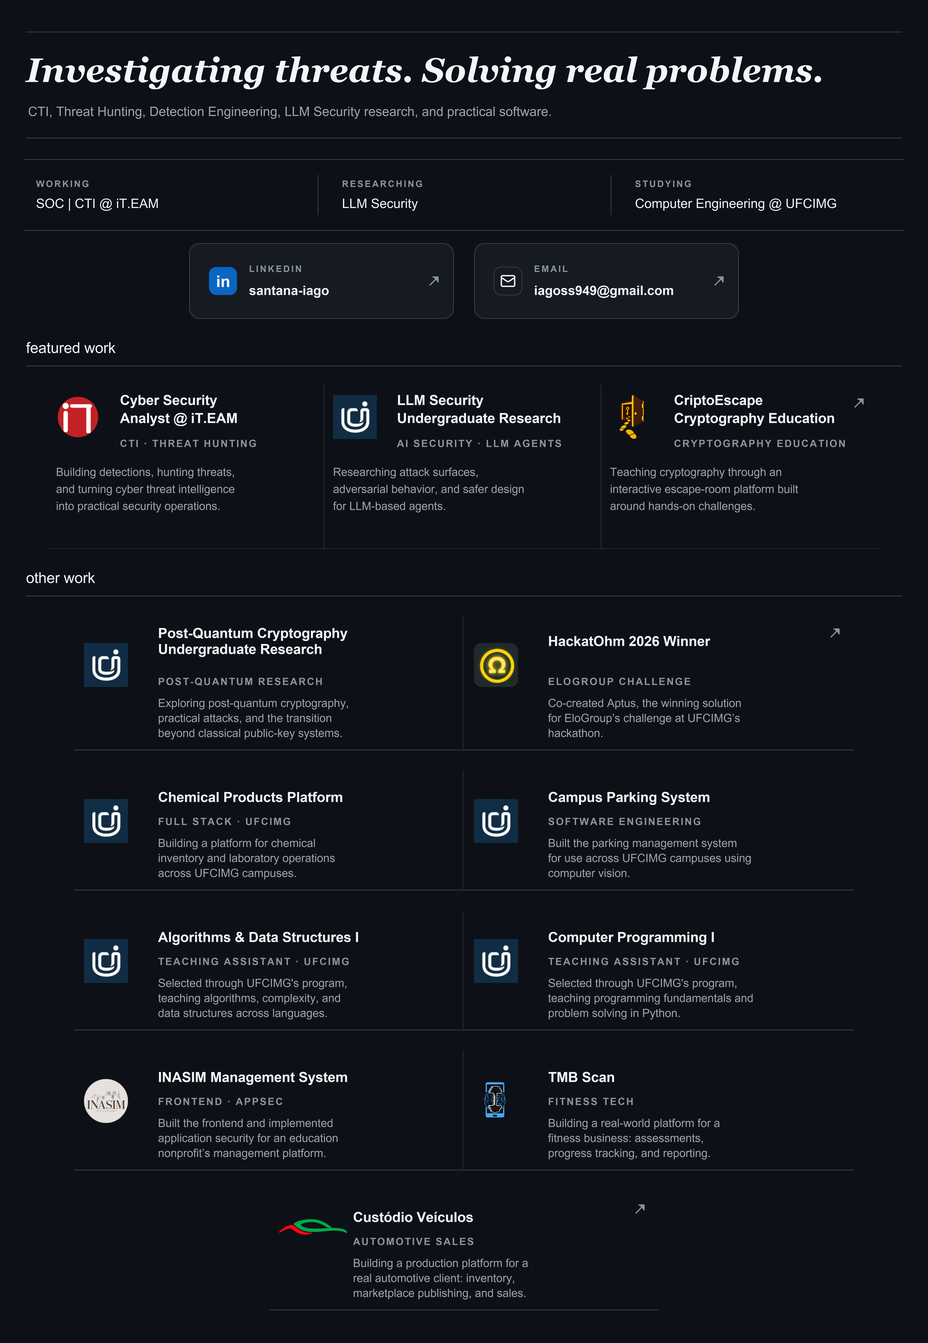 Investigating threats. Solving real problems.
CTI, Threat Hunting, Detection Engineering, LLM Security research, and practical software.
WORKING
SOC | CTI @ iT.EAM
RESEARCHING
LLM Security
STUDYING
Computer Engineering @ UFCIMG
in
LINKEDIN
santana-iago
EMAIL
iagoss949@gmail.com
featured work
iT
Cyber Security
Analyst @ iT.EAM
CTI · THREAT HUNTING
Building detections, hunting threats,
and turning cyber threat intelligence
into practical security operations.
LLM Security
Undergraduate Research
AI SECURITY · LLM AGENTS
Researching attack surfaces,
adversarial behavior, and safer design
for LLM-based agents.
CriptoEscape
Cryptography Education
CRYPTOGRAPHY EDUCATION
Teaching cryptography through an
interactive escape-room platform built
around hands-on challenges.
other work
Post-Quantum Cryptography
Undergraduate Research
POST-QUANTUM RESEARCH
Exploring post-quantum cryptography,
practical attacks, and the transition
beyond classical public-key systems.
Ω
HackatOhm 2026 Winner
ELOGROUP CHALLENGE
Co-created Aptus, the winning solution
for EloGroup's challenge at UFCIMG's
hackathon.
Chemical Products Platform
FULL STACK · UFCIMG
Building a platform for chemical
inventory and laboratory operations
across UFCIMG campuses.
Campus Parking System
SOFTWARE ENGINEERING
Built the parking management system
for use across UFCIMG campuses using
computer vision.
Algorithms & Data Structures I
TEACHING ASSISTANT · UFCIMG
Selected through UFCIMG's program,
teaching algorithms, complexity, and
data structures across languages.
Computer Programming I
TEACHING ASSISTANT · UFCIMG
Selected through UFCIMG's program,
teaching programming fundamentals and
problem solving in Python.
INASIM
INASIM Management System
FRONTEND · APPSEC
Built the frontend and implemented
application security for an education
nonprofit's management platform.
TMB Scan
FITNESS TECH
Building a real-world platform for a
fitness business: assessments,
progress tracking, and reporting.
Custódio Veículos
AUTOMOTIVE SALES
Building a production platform for a
real automotive client: inventory,
marketplace publishing, and sales.